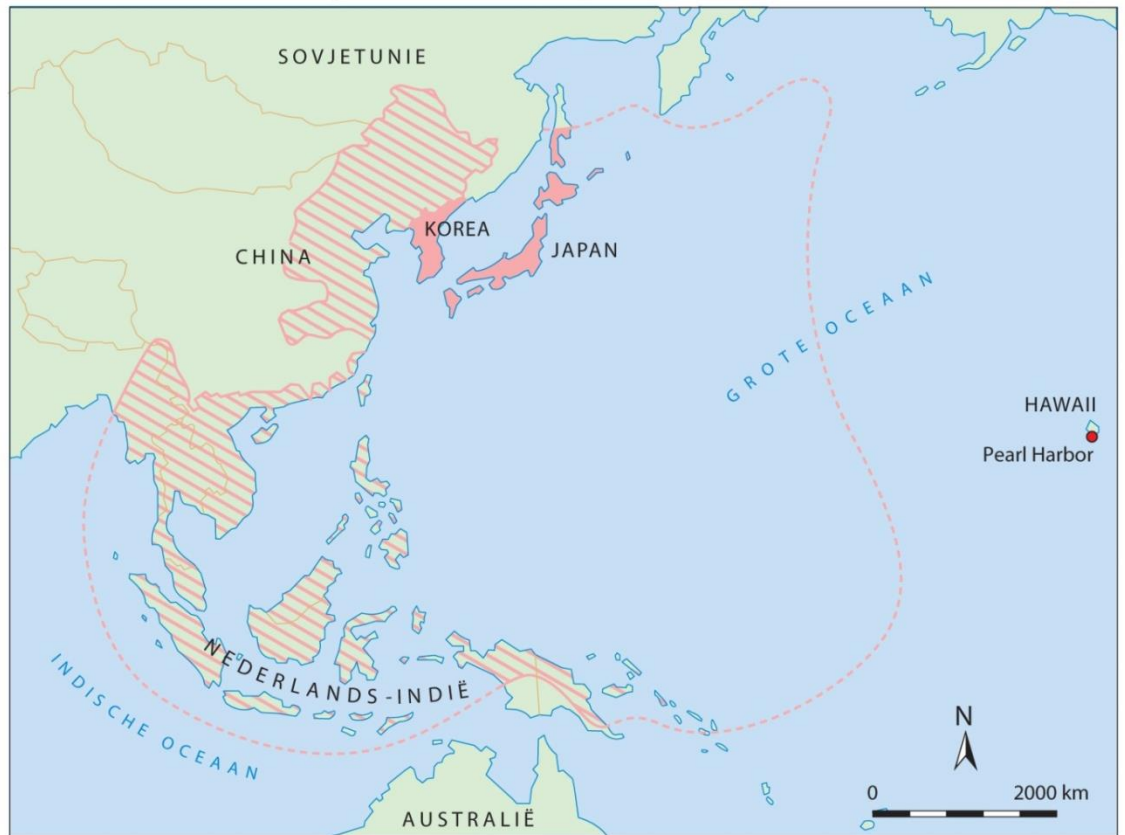 SOVJETUNIE
KOREA
CHINA
JAPAN
GROTE OCEAAN
HAWAII
Pearl Harbor
NEDERLANDS-INDIË
INDISCHE OCEAAN
N
0 2000 km
AUSTRALIË